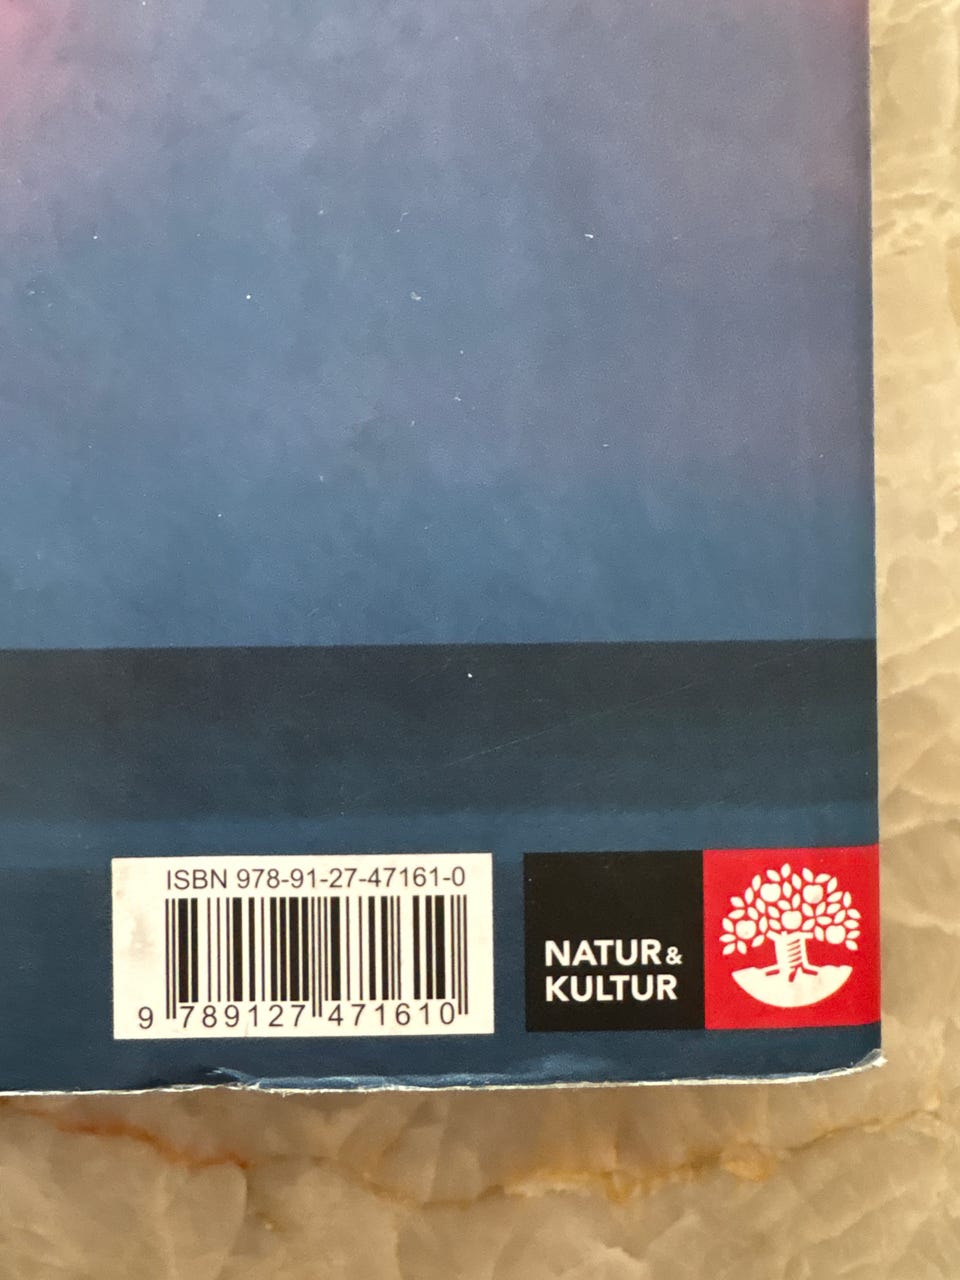 ISBN 978-91-27-47161-0
9 789127 471610
NATUR &
KULTUR